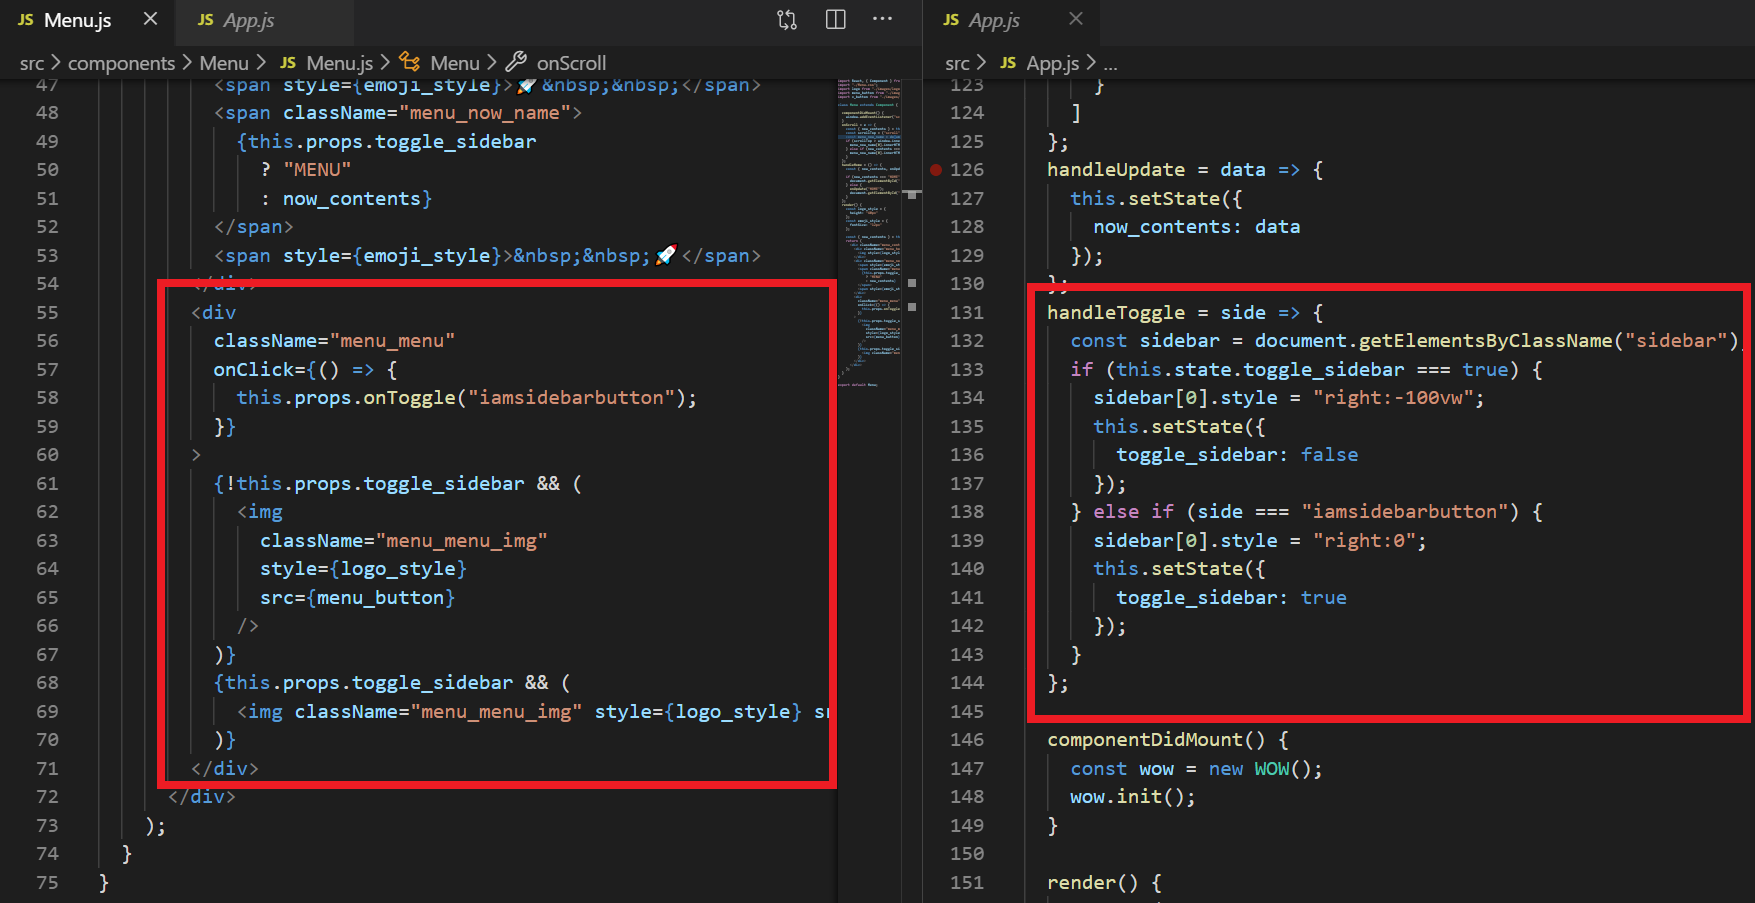 JS Menu.js ×
JS App.js
src > components > Menu > JS Menu.js > Menu > onScroll
47 <span style={emoji_style}>🚀&nbsp;&nbsp;</span>
48 <span className="menu_now_name">
49 {this.props.toggle_sidebar
50 ? "MENU"
51 : now_contents}
52 </span>
53 <span style={emoji_style}>&nbsp;&nbsp;🚀</span>
54 </div>
55 <div
56 className="menu_menu"
57 onClick={() => {
58 this.props.onToggle("iamsidebarbutton");
59 }}
60 >
61 {!this.props.toggle_sidebar && (
62 <img
63 className="menu_menu_img"
64 style={logo_style}
65 src={menu_button}
66 />
67 )}
68 {this.props.toggle_sidebar && (
69 <img className="menu_menu_img" style={logo_style} sr
70 )}
71 </div>
72 </div>
73 );
74 }
75 }
JS App.js ×
src > JS App.js > ...
123 }
124 ]
125 };
126 handleUpdate = data => {
127 this.setState({
128 now_contents: data
129 });
130 };
131 handleToggle = side => {
132 const sidebar = document.getElementsByClassName("sidebar")
133 if (this.state.toggle_sidebar === true) {
134 sidebar[0].style = "right:-100vw";
135 this.setState({
136 toggle_sidebar: false
137 });
138 } else if (side === "iamsidebarbutton") {
139 sidebar[0].style = "right:0";
140 this.setState({
141 toggle_sidebar: true
142 });
143 }
144 };
145
146 componentDidMount() {
147 const wow = new WOW();
148 wow.init();
149 }
150
151 render() {